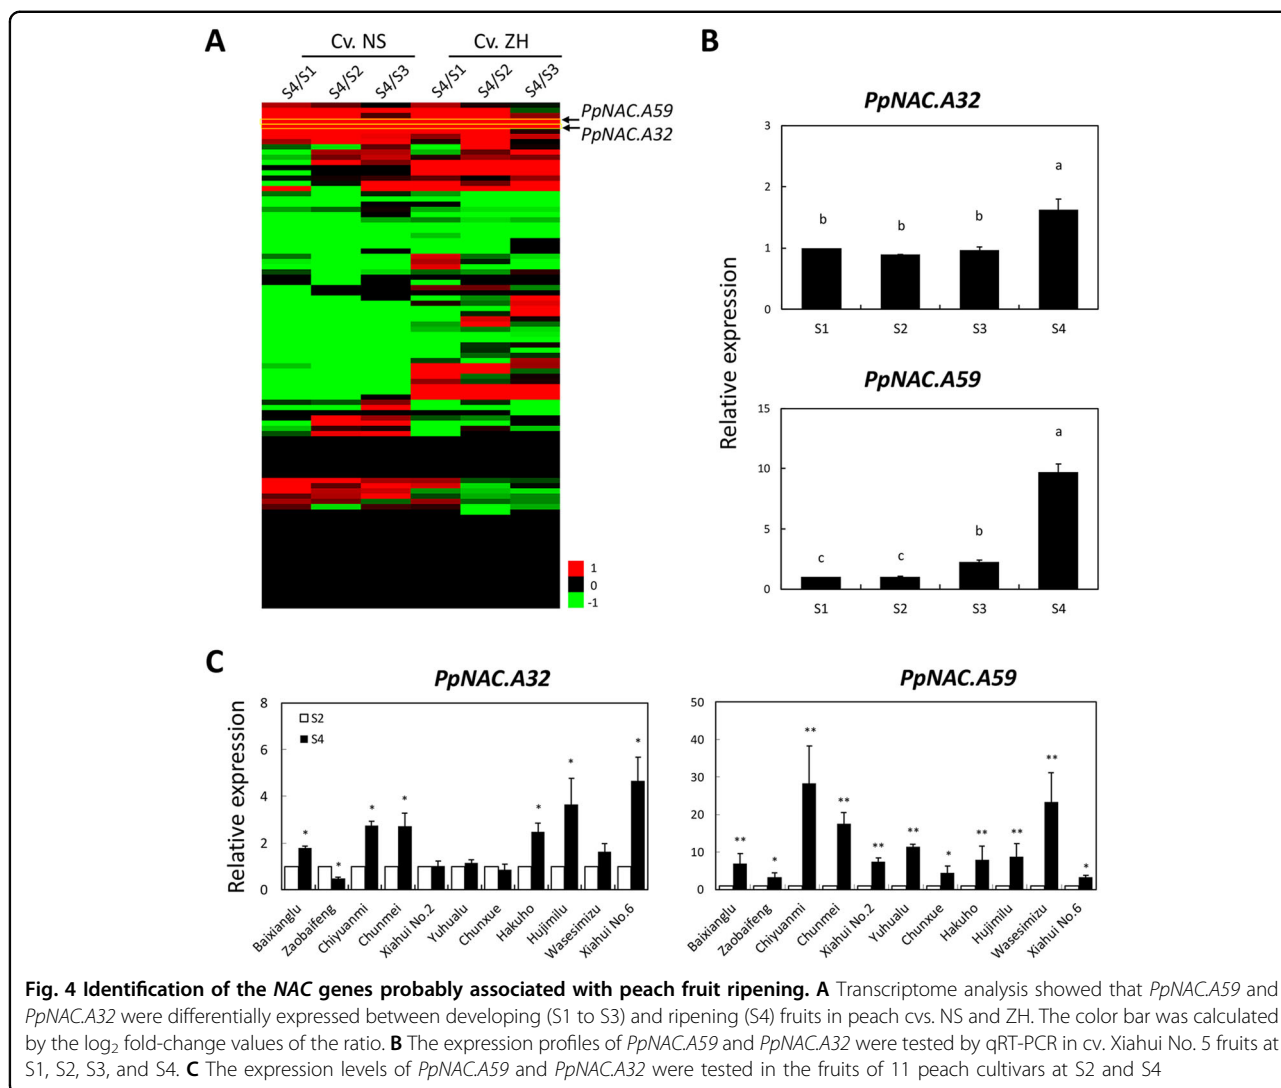 A
Cv. NS
Cv. ZH
S4/S1
S4/S2
S4/S3
S4/S1
S4/S2
S4/S3
PpNAC.A59
PpNAC.A32
1
0
-1
B
Relative expression
PpNAC.A32
3
2
1
0
b
b
b
a
S1
S2
S3
S4
PpNAC.A59
15
10
5
0
c
c
b
a
S1
S2
S3
S4
C
PpNAC.A32
Relative expression
8
6
4
2
0
S2
S4
*
*
*
*
*
*
*
Baixianglu
Zaobaifeng
Chiyuanmi
Chunmei
Xiahui No.2
Yuhualu
Chunxue
Hakuho
Hujimilu
Wasesimizu
Xiahui No.6
PpNAC.A59
50
40
30
20
10
0
**
*
**
**
**
**
*
**
**
**
*
Baixianglu
Zaobaifeng
Chiyuanmi
Chunmei
Xiahui No.2
Yuhualu
Chunxue
Hakuho
Hujimilu
Wasesimizu
Xiahui No.6
Fig. 4 Identification of the NAC genes probably associated with peach fruit ripening. A Transcriptome analysis showed that PpNAC.A59 and
PpNAC.A32 were differentially expressed between developing (S1 to S3) and ripening (S4) fruits in peach cvs. NS and ZH. The color bar was calculated
by the log₂ fold-change values of the ratio. B The expression profiles of PpNAC.A59 and PpNAC.A32 were tested by qRT-PCR in cv. Xiahui No. 5 fruits at
S1, S2, S3, and S4. C The expression levels of PpNAC.A59 and PpNAC.A32 were tested in the fruits of 11 peach cultivars at S2 and S4